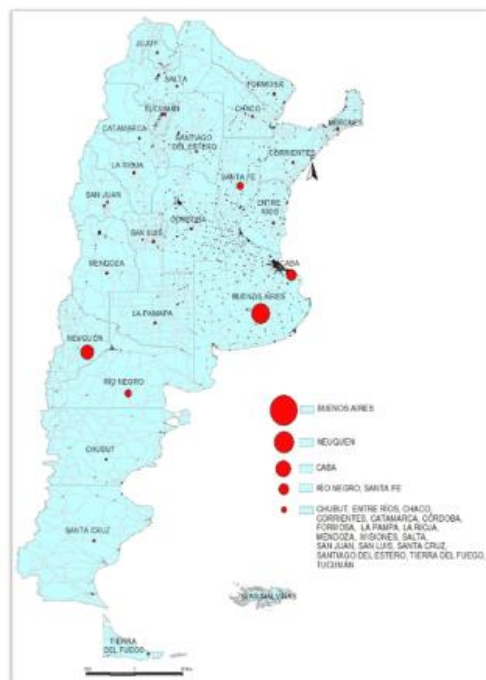 JUJUY
SALTA
FORMOSA
TUCUMÁN
CHACO
CATAMARCA
SANTIAGO
DEL ESTERO
MISIONES
CORRIENTES
LA RIOJA
SANTA FE
SAN JUAN
ENTRE
RÍOS
CÓRDOBA
SAN LUIS
CABA
MENDOZA
BUENOS AIRES
LA PAMAPA
NEUQUÉN
RÍO NEGRO
CHUBUT
SANTA CRUZ
TIERRA
DEL FUEGO
BUENOS AIRES
NEUQUÉN
CABA
RÍO NEGRO; SANTA FE
CHUBUT, ENTRE RÍOS, CHACO,
CORRIENTES, CATAMARCA, CÓRDOBA,
FORMOSA, LA PAMPA, LA RIOJA,
MENDOZA, MISIONES, SALTA,
SAN JUAN, SAN LUIS, SANTA CRUZ,
SANTIAGO DEL ESTERO, TIERRA DEL FUEGO,
TUCUMÁN